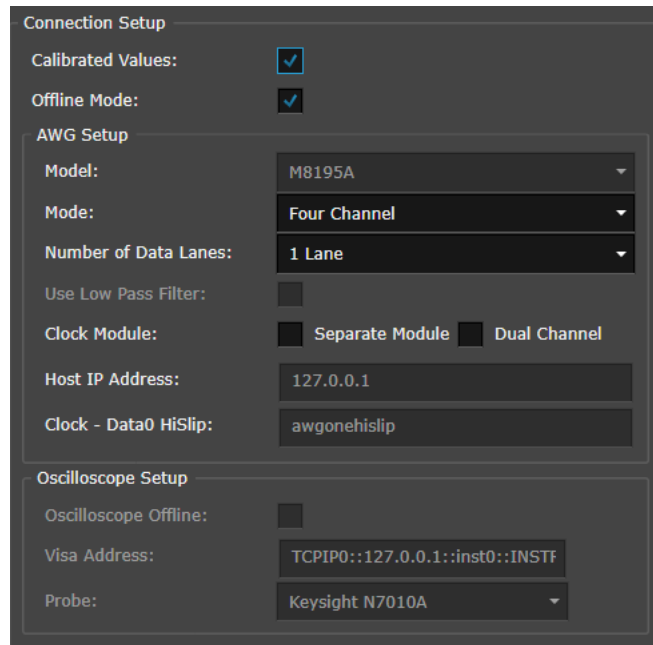 Connection Setup
Calibrated Values:
Offline Mode:
AWG Setup
Model: M8195A
Mode: Four Channel
Number of Data Lanes: 1 Lane
Use Low Pass Filter:
Clock Module: Separate Module Dual Channel
Host IP Address: 127.0.0.1
Clock - Data0 HiSlip: awgonehislip
Oscilloscope Setup
Oscilloscope Offline:
Visa Address: TCPIP0::127.0.0.1::inst0::INSTF
Probe: Keysight N7010A